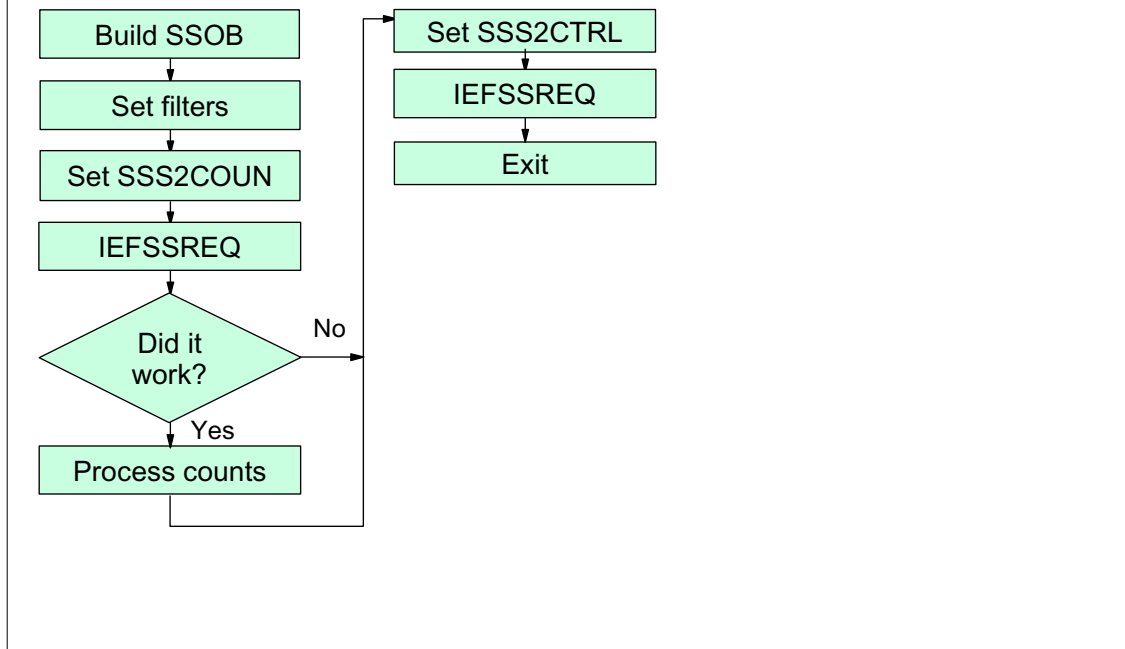 Build SSOB
Set filters
Set SSS2COUN
IEFSSREQ
Did it
work?
No
Yes
Process counts
Set SSS2CTRL
IEFSSREQ
Exit